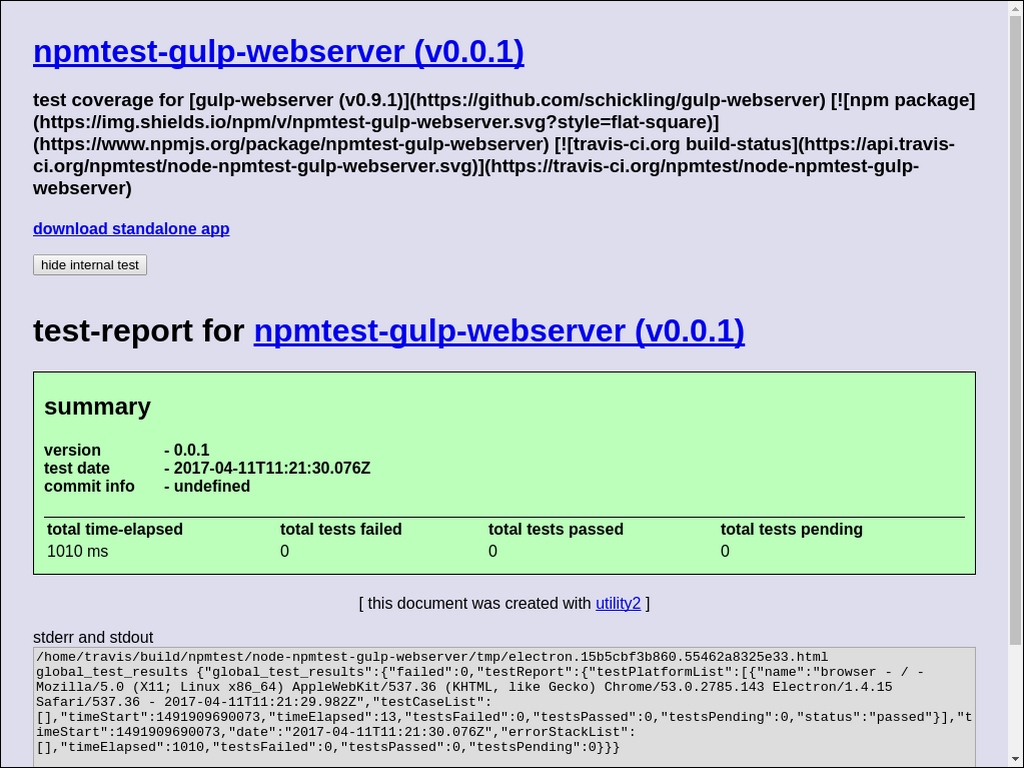 npmtest-gulp-webserver (v0.0.1)
test coverage for [gulp-webserver (v0.9.1)](https://github.com/schickling/gulp-webserver) [![npm package]
(https://img.shields.io/npm/v/npmtest-gulp-webserver.svg?style=flat-square)]
(https://www.npmjs.org/package/npmtest-gulp-webserver) [![travis-ci.org build-status](https://api.travis-
ci.org/npmtest/node-npmtest-gulp-webserver.svg)](https://travis-ci.org/npmtest/node-npmtest-gulp-
webserver)
download standalone app
hide internal test
test-report for npmtest-gulp-webserver (v0.0.1)
summary
version - 0.0.1
test date - 2017-04-11T11:21:30.076Z
commit info - undefined
total time-elapsed total tests failed total tests passed total tests pending
1010 ms 0 0 0
[ this document was created with utility2 ]
stderr and stdout
/home/travis/build/npmtest/node-npmtest-gulp-webserver/tmp/electron.15b5cbf3b860.55462a8325e33.html
global_test_results {"global_test_results":{"failed":0,"testReport":{"testPlatformList":[{"name":"browser - / -
Mozilla/5.0 (X11; Linux x86_64) AppleWebKit/537.36 (KHTML, like Gecko) Chrome/53.0.2785.143 Electron/1.4.15
Safari/537.36 - 2017-04-11T11:21:29.982Z","testCaseList":
[],"timeStart":1491909690073,"timeElapsed":13,"testsFailed":0,"testsPassed":0,"testsPending":0,"status":"passed"}],"t
imeStart":1491909690073,"date":"2017-04-11T11:21:30.076Z","errorStackList":
[],"timeElapsed":1010,"testsFailed":0,"testsPassed":0,"testsPending":0}}}